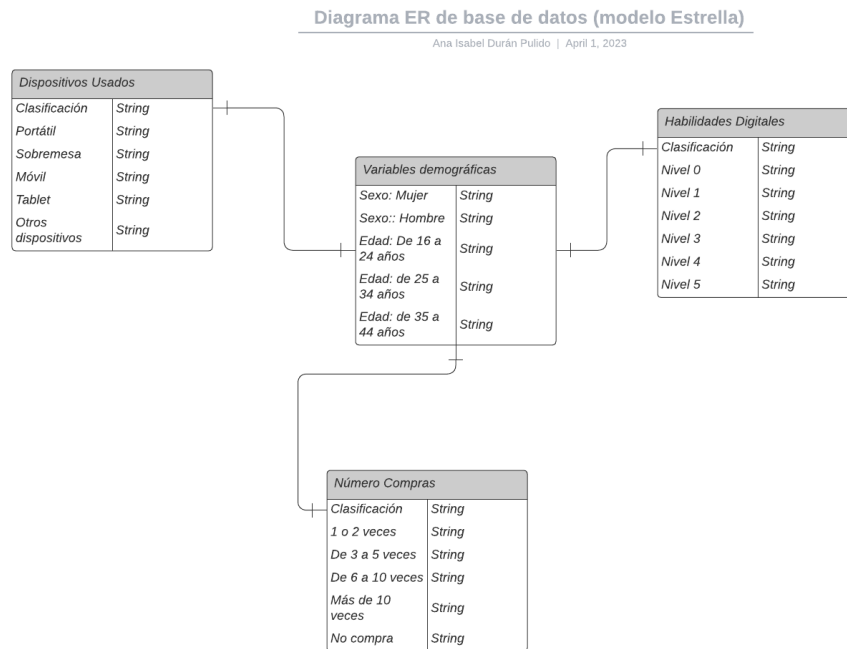 Diagrama ER de base de datos (modelo Estrella)
Ana Isabel Durán Pulido | April 1, 2023
Dispositivos Usados
Clasificación String
Portátil String
Sobremesa String
Móvil String
Tablet String
Otros
dispositivos String
Variables demográficas
Sexo: Mujer String
Sexo:: Hombre String
Edad: De 16 a
24 años String
Edad: de 25 a
34 años String
Edad: de 35 a
44 años String
Habilidades Digitales
Clasificación String
Nivel 0 String
Nivel 1 String
Nivel 2 String
Nivel 3 String
Nivel 4 String
Nivel 5 String
Número Compras
Clasificación String
1 o 2 veces String
De 3 a 5 veces String
De 6 a 10 veces String
Más de 10
veces String
No compra String